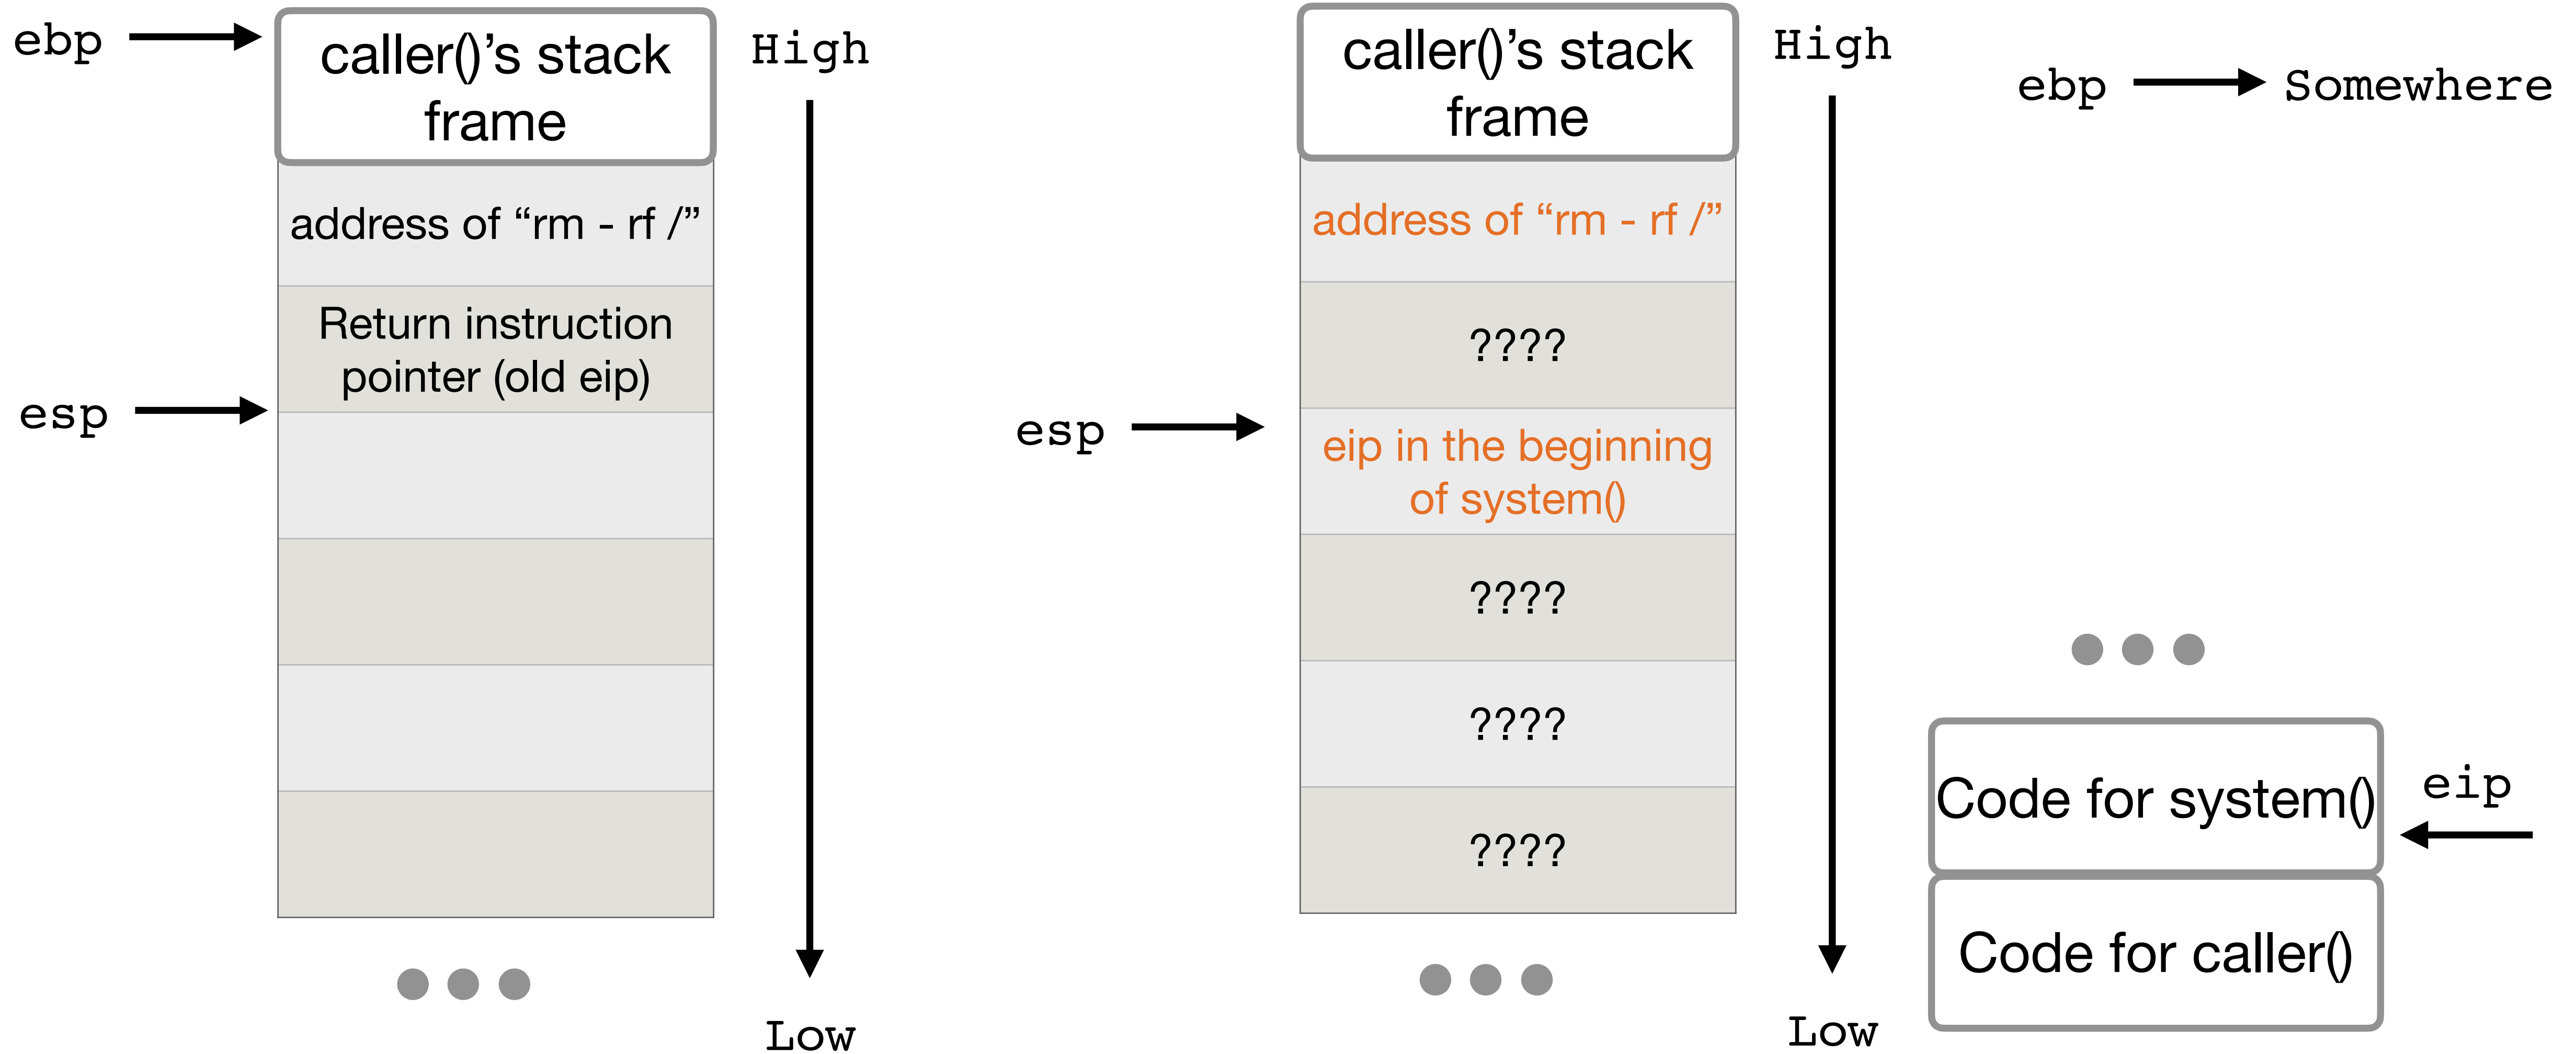 ebp
caller()’s stack
frame
High
address of “rm - rf /”
Return instruction
pointer (old eip)
esp
Low
caller()’s stack
frame
High
ebp
Somewhere
address of “rm - rf /”
????
esp
eip in the beginning
of system()
????
????
????
Low
Code for system()
eip
Code for caller()